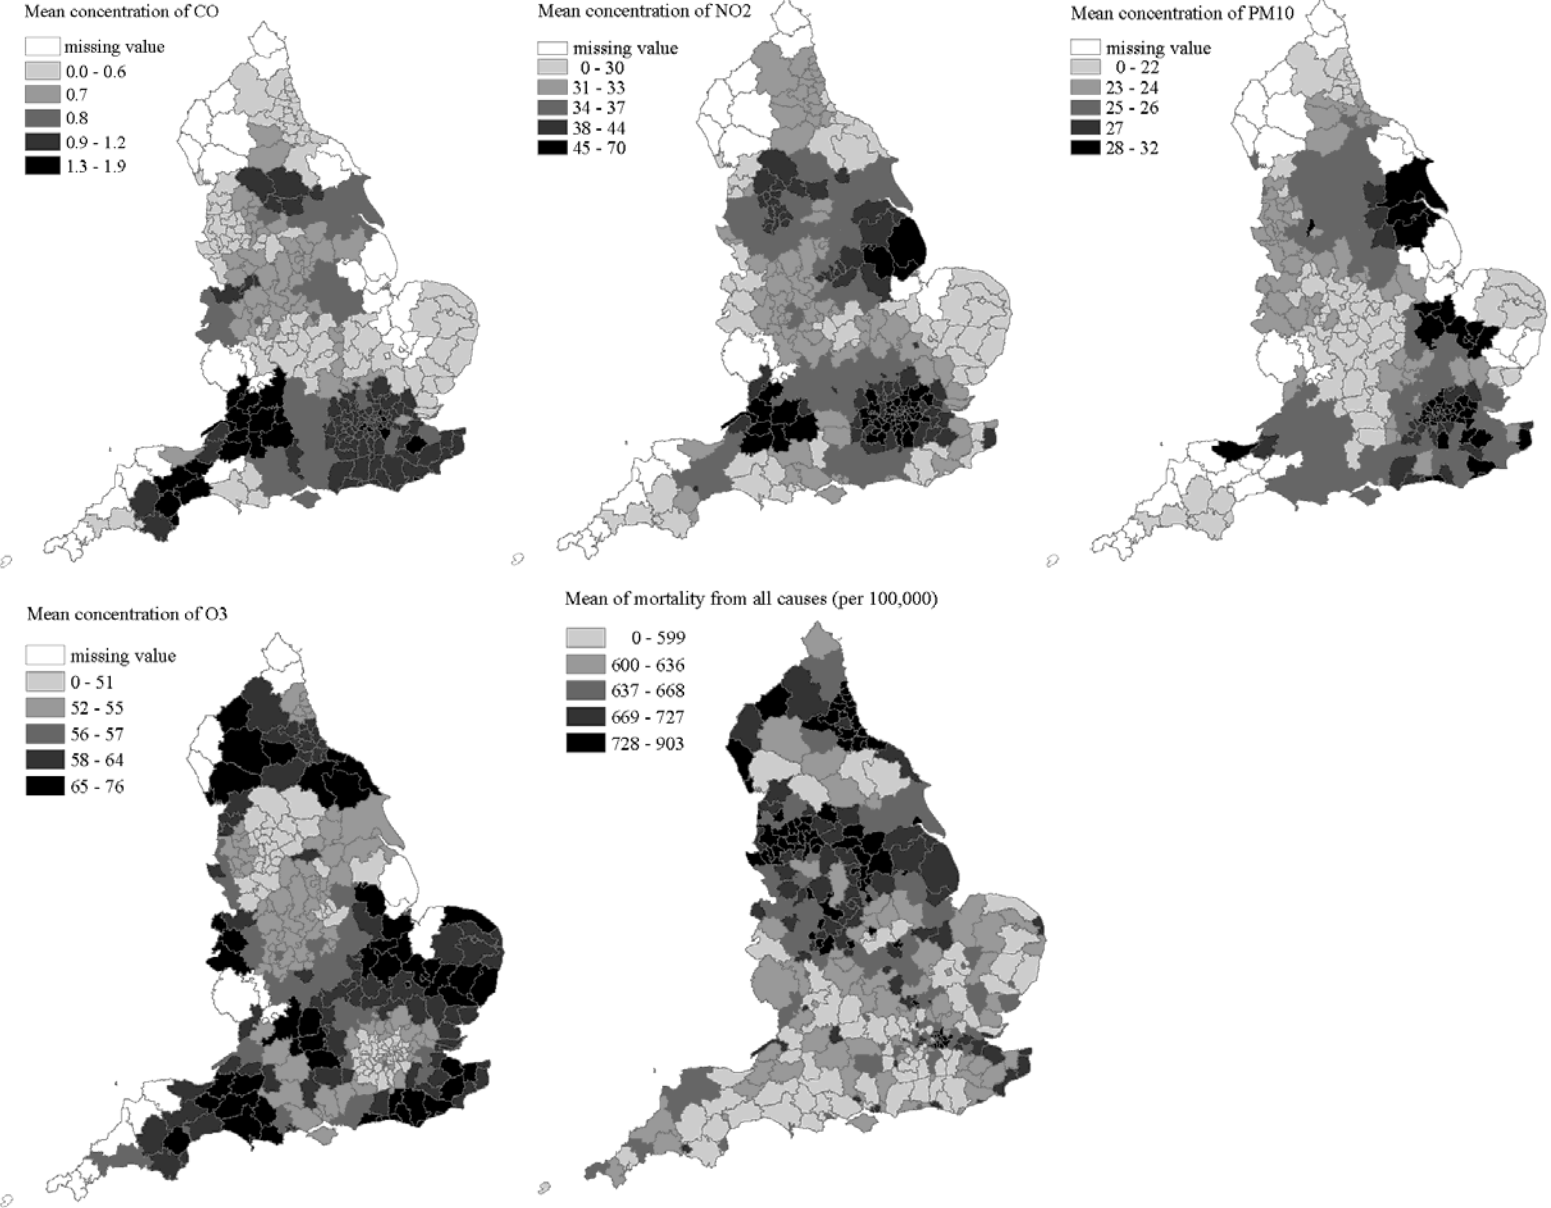 Mean concentration of CO
missing value
0.0 - 0.6
0.7
0.8
0.9 - 1.2
1.3 - 1.9
Mean concentration of NO2
missing value
0 - 30
31 - 33
34 - 37
38 - 44
45 - 70
Mean concentration of PM10
missing value
0 - 22
23 - 24
25 - 26
27
28 - 32
Mean concentration of O3
missing value
0 - 51
52 - 55
56 - 57
58 - 64
65 - 76
Mean of mortality from all causes (per 100,000)
0 - 599
600 - 636
637 - 668
669 - 727
728 - 903